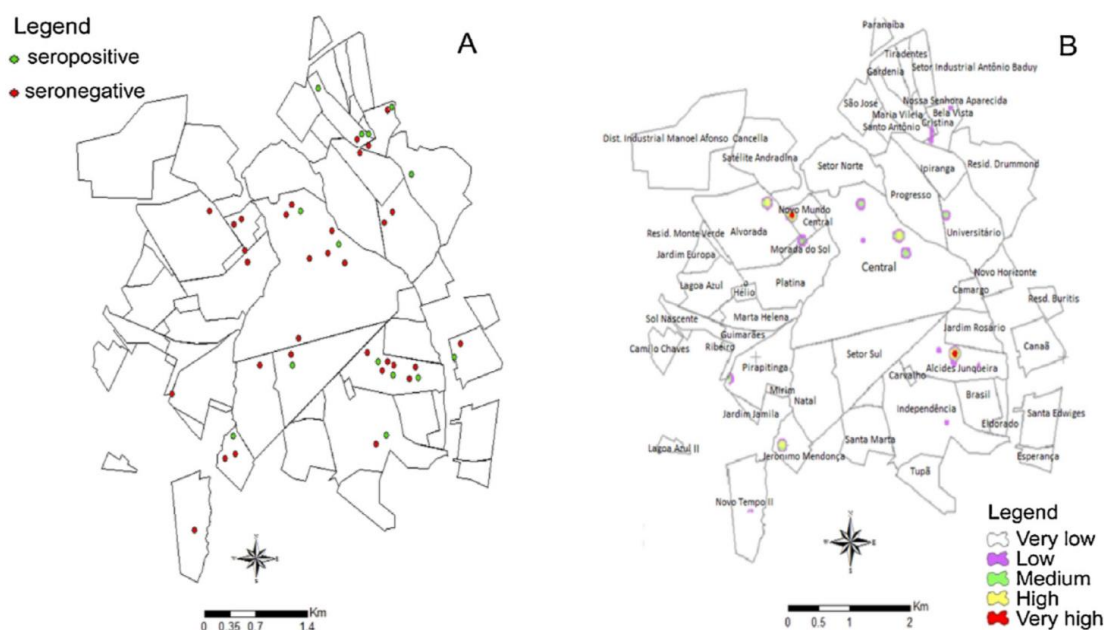 Legend
seropositive
seronegative
A
Km
0 0.35 0.7 1.4
B
Paranaíba
Tiradentes
Setor Industrial Antônio Baduy
Gardenia
São José
Nossa Senhora Aparecida
Maria Vilela
Bela Vista
Santo Antônio
Cristina
Dist. Industrial Manoel Afonso Cancella
Satélite Andradina
Setor Norte
Ipiranga
Resid. Drummond
Progresso
Novo Mundo
Central
Resid. Monte Verde
Alvorada
Universitário
Jardim Europa
Morada do Sol
Central
Novo Horizonte
Lagoa Azul
Hélio
Platina
Camargo
Resd. Buritis
Sol Nascente
Marta Helena
Guimarães
Jardim Rosário
Camilo Chaves
Ribeiro
Setor Sul
Canaã
Pirapitinga
Alcides Junqueira
Carvalho
Mirim
Natal
Brasil
Jardim Jamila
Independência
Santa Edwiges
Eldorado
Lagoa Azul II
Jerônimo Mendonça
Santa Marta
Esperança
Tupã
Novo Tempo II
Legend
Very low
Low
Medium
High
Very high
Km
0 0.5 1 2